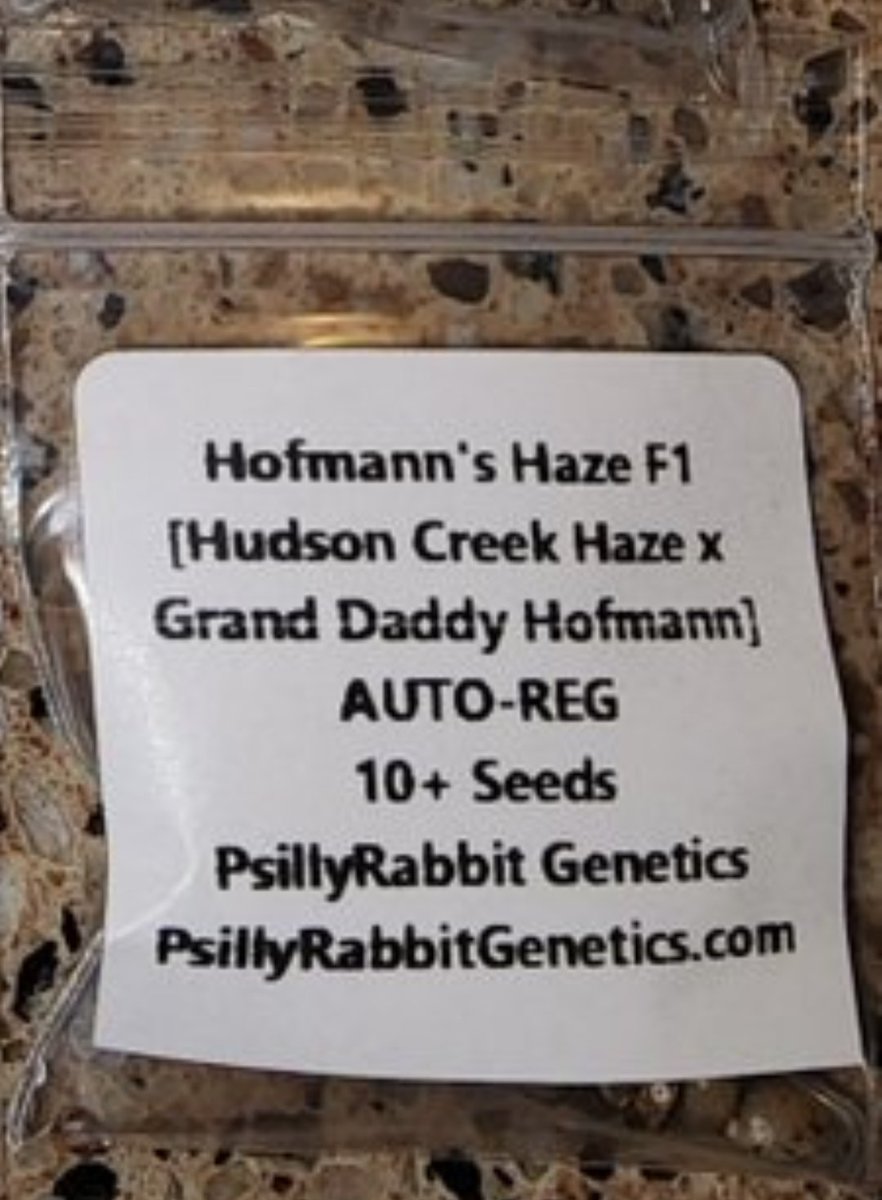 Hofmann's Haze F1
[Hudson Creek Haze x
Grand Daddy Hofmann]
AUTO-REG
10+ Seeds
PsillyRabbit Genetics
PsillyRabbitGenetics.com